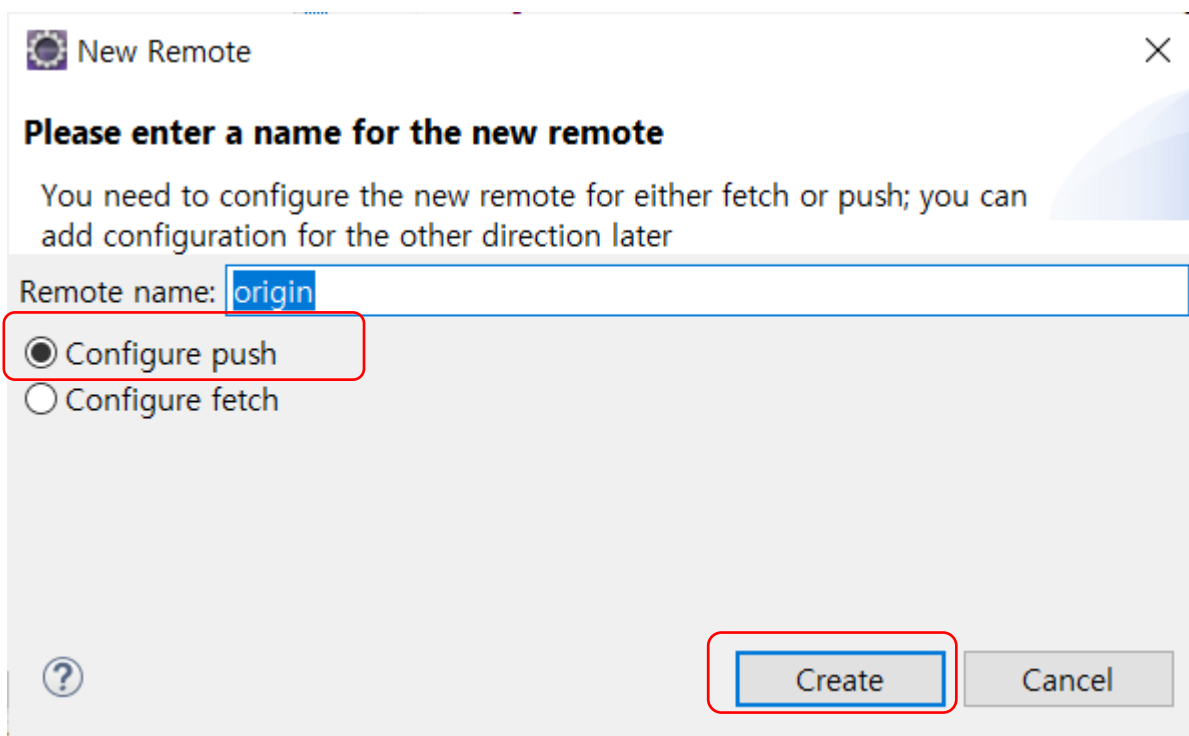 New Remote
Please enter a name for the new remote
You need to configure the new remote for either fetch or push; you can
add configuration for the other direction later
Remote name: origin
Configure push
Configure fetch
?
Create Cancel